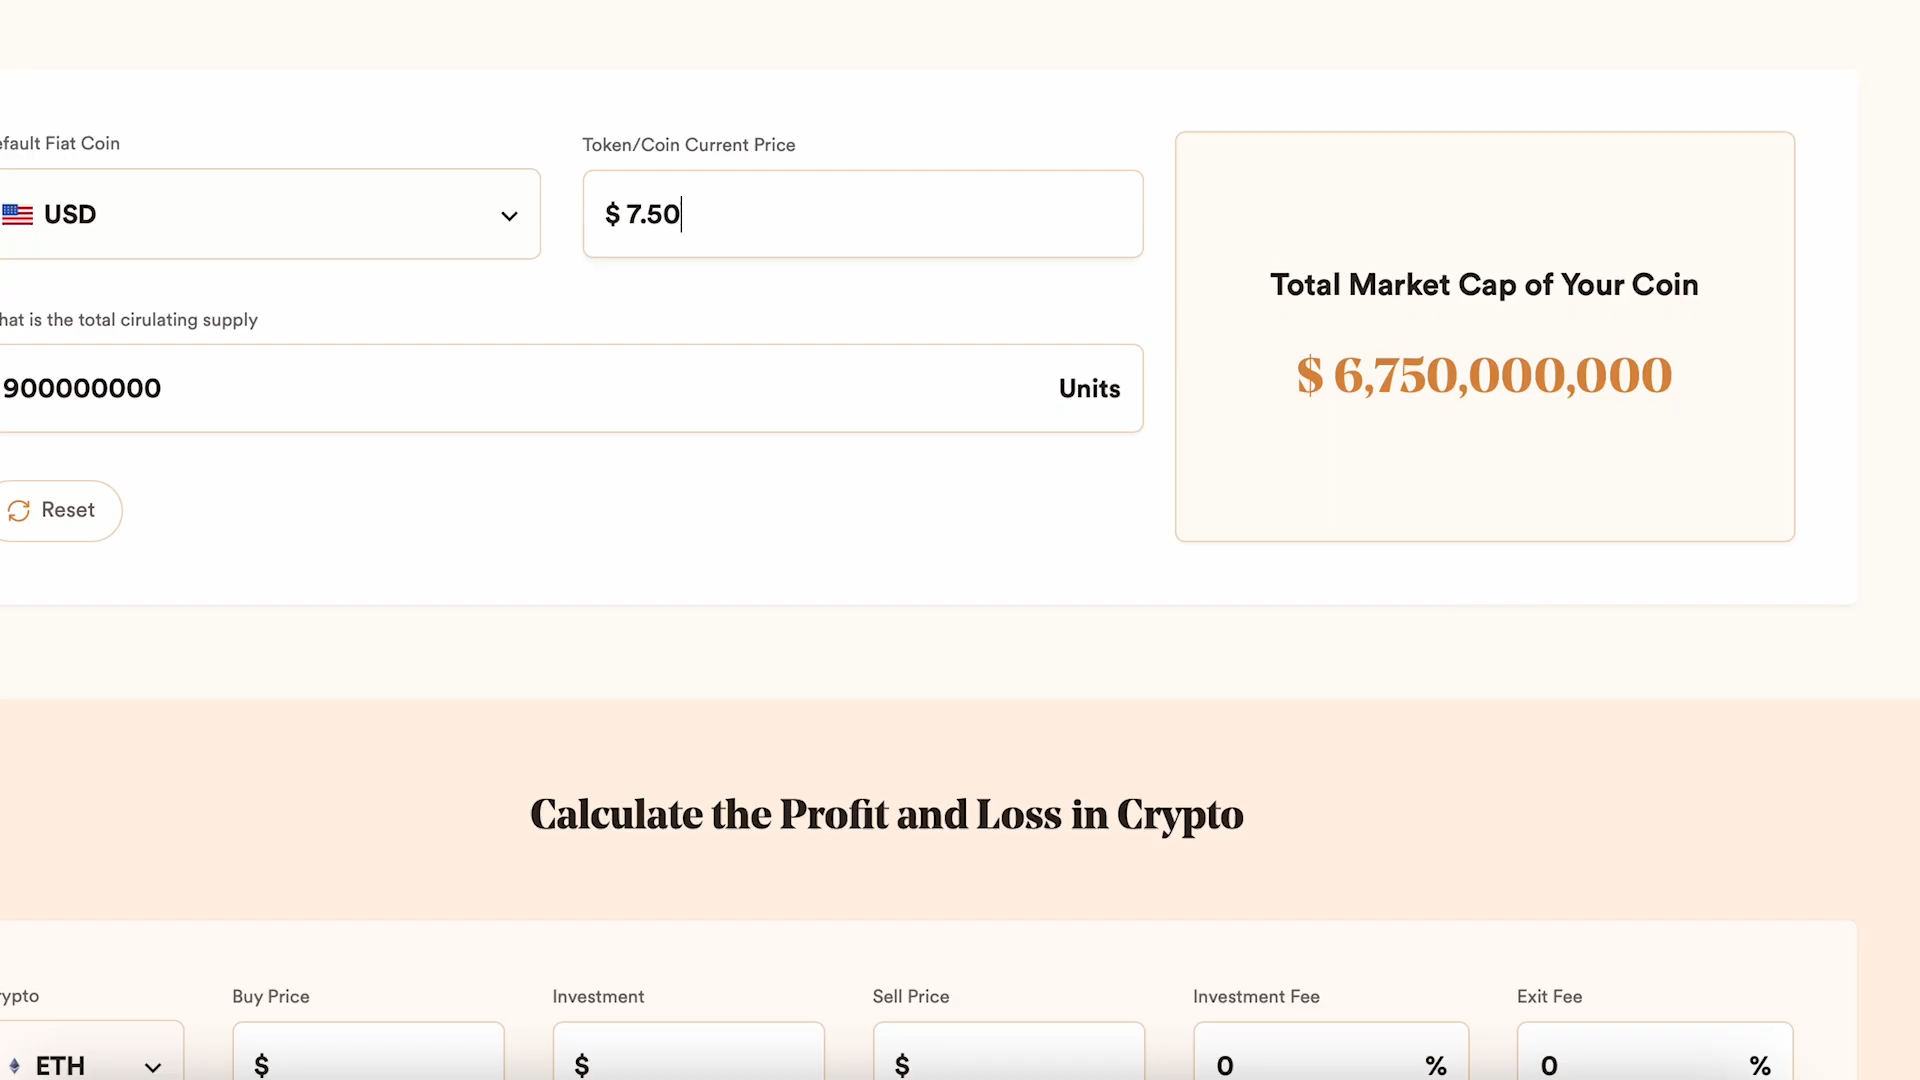 efault Fiat Coin
Token/Coin Current Price
USD
$ 7.50
Total Market Cap of Your Coin
$ 6,750,000,000
hat is the total cirulating supply
900000000
Units
Reset
Calculate the Profit and Loss in Crypto
rypto
Buy Price
Investment
Sell Price
Investment Fee
Exit Fee
ETH
$
$
$
0 %
0 %